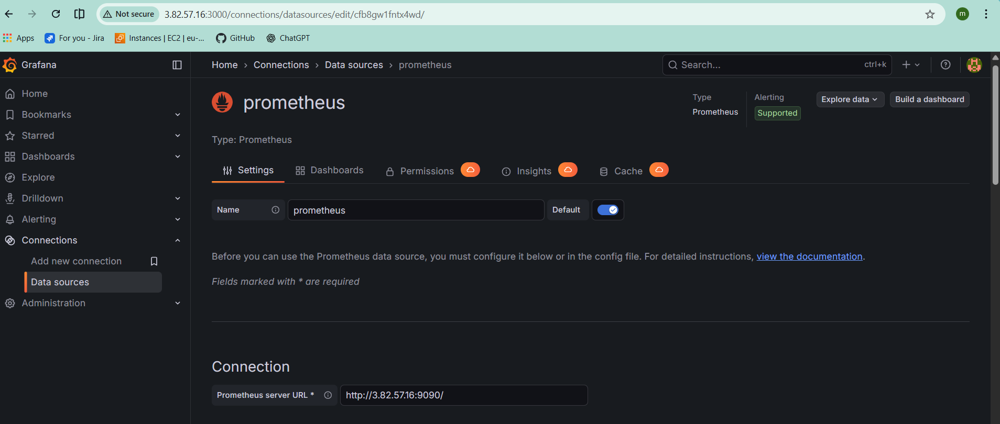 Not secure 3.82.57.16:3000/connections/datasources/edit/cfb8gw1fntx4wd/ m
Apps For you - Jira Instances | EC2 | eu-... GitHub ChatGPT
Grafana
Home › Connections › Data sources › prometheus
Search... ctrl+k
Home
Bookmarks
Starred
Dashboards
Explore
Drilldown
Alerting
Connections
Add new connection
Data sources
Administration
prometheus
Type
Prometheus
Alerting
Supported
Explore data
Build a dashboard
Type: Prometheus
Settings Dashboards Permissions Insights Cache
Name prometheus Default
Before you can use the Prometheus data source, you must configure it below or in the config file. For detailed instructions, view the documentation.
Fields marked with * are required
Connection
Prometheus server URL * http://3.82.57.16:9090/